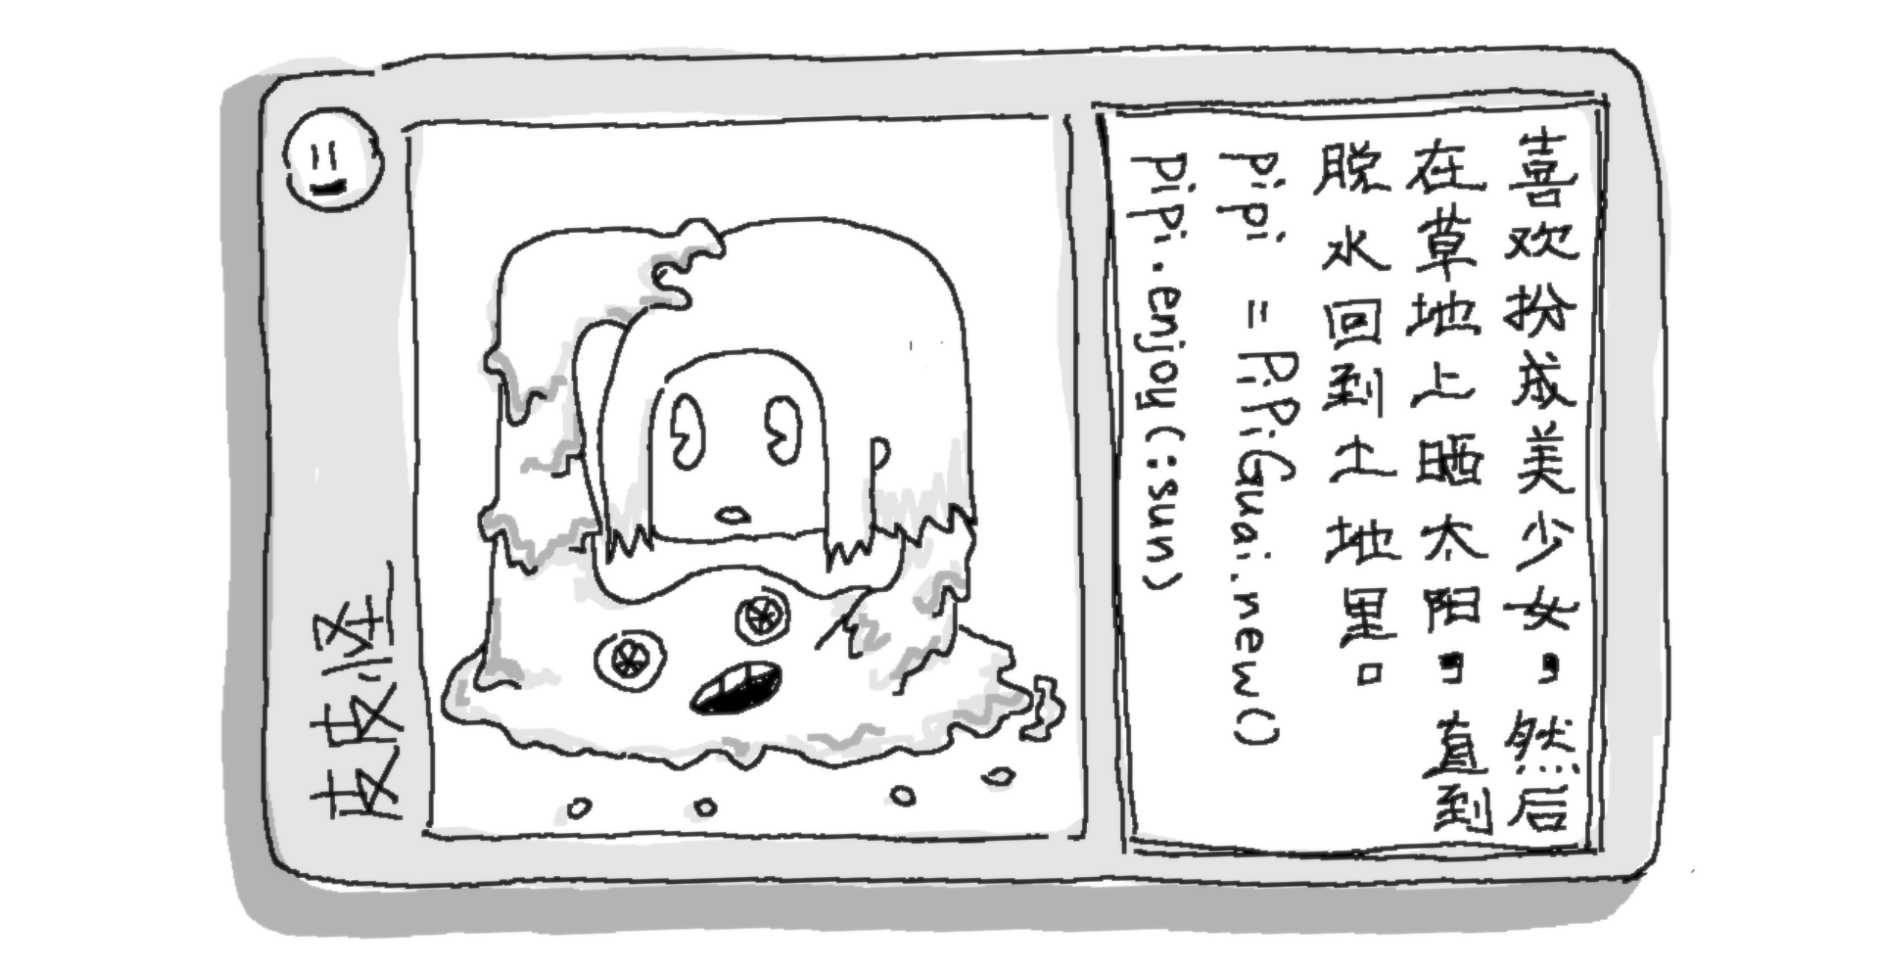 皮皮怪
喜欢扮成美少女，然后
在草地上晒太阳，直到
脱水回到土地里。
pipi = PiPiGuai.new()
pipi.enjoy(:sun)